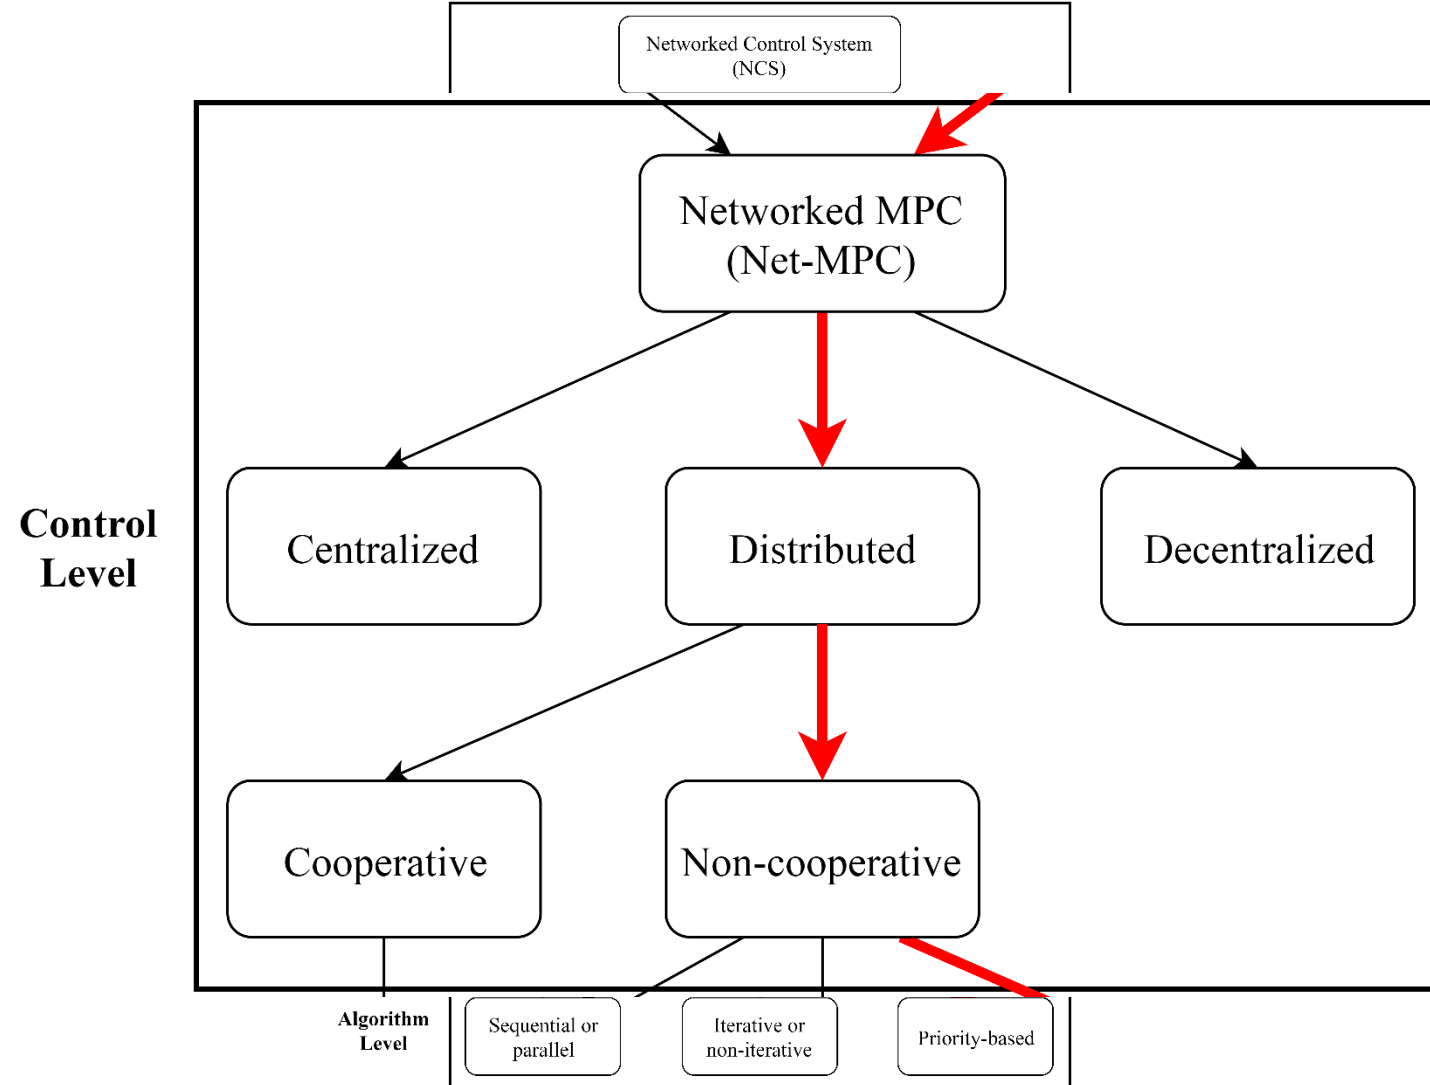 Networked Control System
(NCS)
Networked MPC
(Net-MPC)
Control
Level
Centralized
Distributed
Decentralized
Cooperative
Non-cooperative
Algorithm
Level
Sequential or
parallel
Iterative or
non-iterative
Priority-based